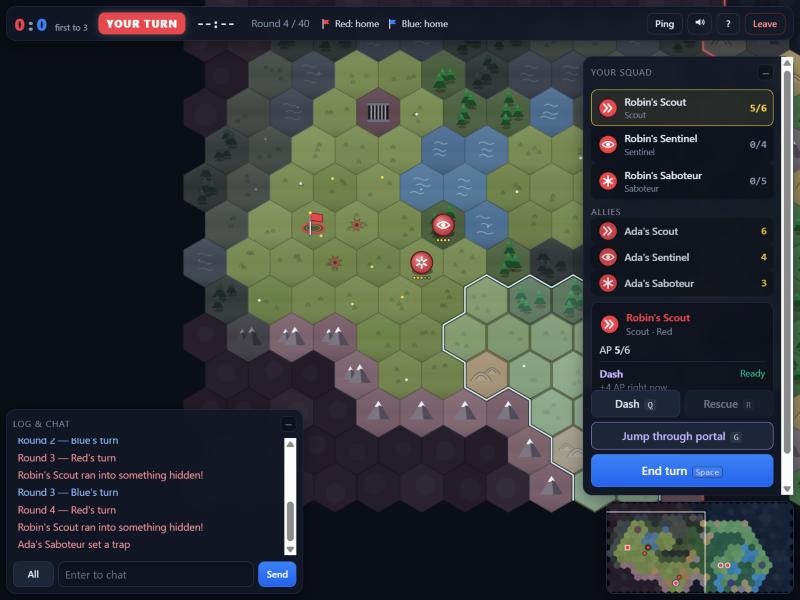 0:0 first to 3 YOUR TURN --:-- Round 4 / 40 Red: home Blue: home Ping ? Leave
YOUR SQUAD
Robin's Scout 5/6
Scout
Robin's Sentinel 0/4
Sentinel
Robin's Saboteur 0/5
Saboteur
ALLIES
Ada's Scout 6
Ada's Sentinel 4
Ada's Saboteur 3
Robin's Scout
Scout · Red
AP 5/6
Dash Ready
+4 AP right now
Dash Q Rescue R
Jump through portal G
End turn Space
LOG & CHAT
Round 2 — Blue's turn
Round 3 — Red's turn
Robin's Scout ran into something hidden!
Round 3 — Blue's turn
Round 4 — Red's turn
Robin's Scout ran into something hidden!
Ada's Saboteur set a trap
All Enter to chat Send